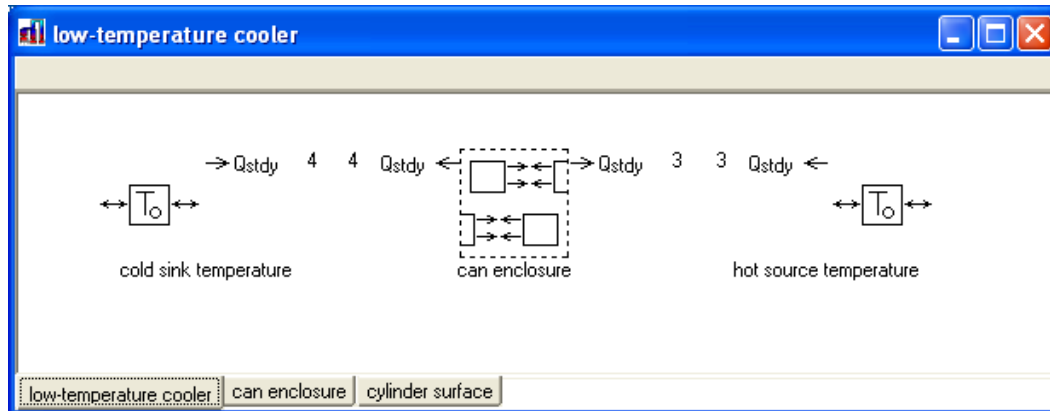 low-temperature cooler
Qstdy 4 4 Qstdy Qstdy 3 3 Qstdy
To To
cold sink temperature can enclosure hot source temperature
low-temperature cooler can enclosure cylinder surface